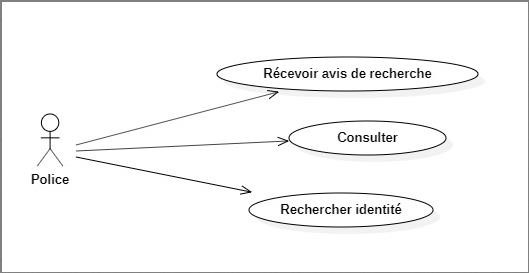 Récevoir avis de recherche
Consulter
Police
Rechercher identité